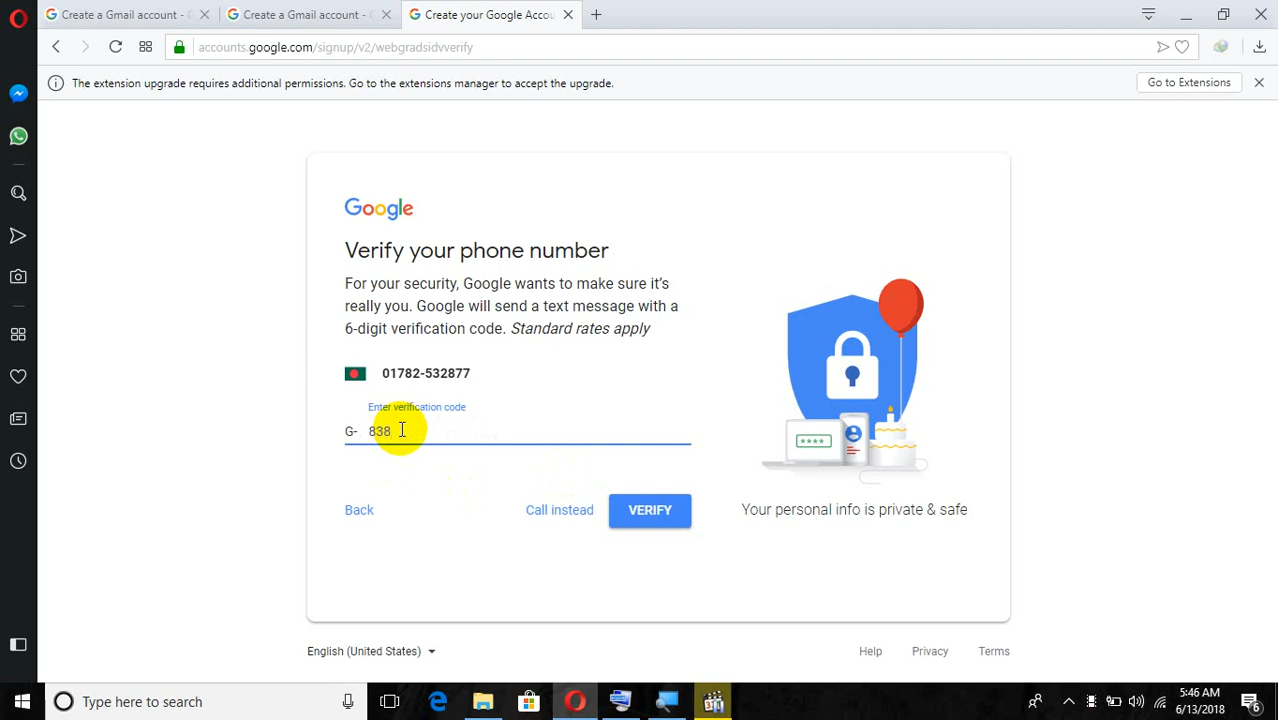 Create a Gmail account - G
Create a Gmail account - G
Create your Google Accou
accounts.google.com/signup/v2/webgradsidvverify
The extension upgrade requires additional permissions. Go to the extensions manager to accept the upgrade.
Go to Extensions
Google
Verify your phone number
For your security, Google wants to make sure it's
really you. Google will send a text message with a
6-digit verification code. Standard rates apply
01782-532877
Enter verification code
G- 838
Back
Call instead
VERIFY
****
Your personal info is private & safe
English (United States)
Help
Privacy
Terms
Type here to search
5:46 AM
6/13/2018
6